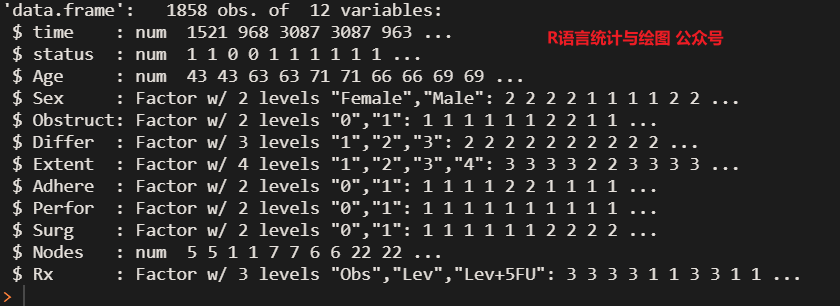 'data.frame':   1858 obs. of  12 variables:
 $ time    : num  1521 968 3087 3087 963 ...
R语言统计与绘图 公众号
 $ status  : num  1 1 0 0 1 1 1 1 1 1 ...
 $ Age     : num  43 43 63 63 71 71 66 66 69 69 ...
 $ Sex     : Factor w/ 2 levels "Female","Male": 2 2 2 2 1 1 1 1 2 2 ...
 $ Obstruct: Factor w/ 2 levels "0","1": 1 1 1 1 1 1 2 2 1 1 ...
 $ Differ  : Factor w/ 3 levels "1","2","3": 2 2 2 2 2 2 2 2 2 2 ...
 $ Extent  : Factor w/ 4 levels "1","2","3","4": 3 3 3 3 2 2 3 3 3 3 ...
 $ Adhere  : Factor w/ 2 levels "0","1": 1 1 1 1 2 2 1 1 1 1 ...
 $ Perfor  : Factor w/ 2 levels "0","1": 1 1 1 1 1 1 1 1 1 1 ...
 $ Surg    : Factor w/ 2 levels "0","1": 1 1 1 1 1 1 2 2 2 2 ...
 $ Nodes   : num  5 5 1 1 7 7 6 6 22 22 ...
 $ Rx      : Factor w/ 3 levels "Obs","Lev","Lev+5FU": 3 3 3 3 1 1 3 3 1 1 ...
>